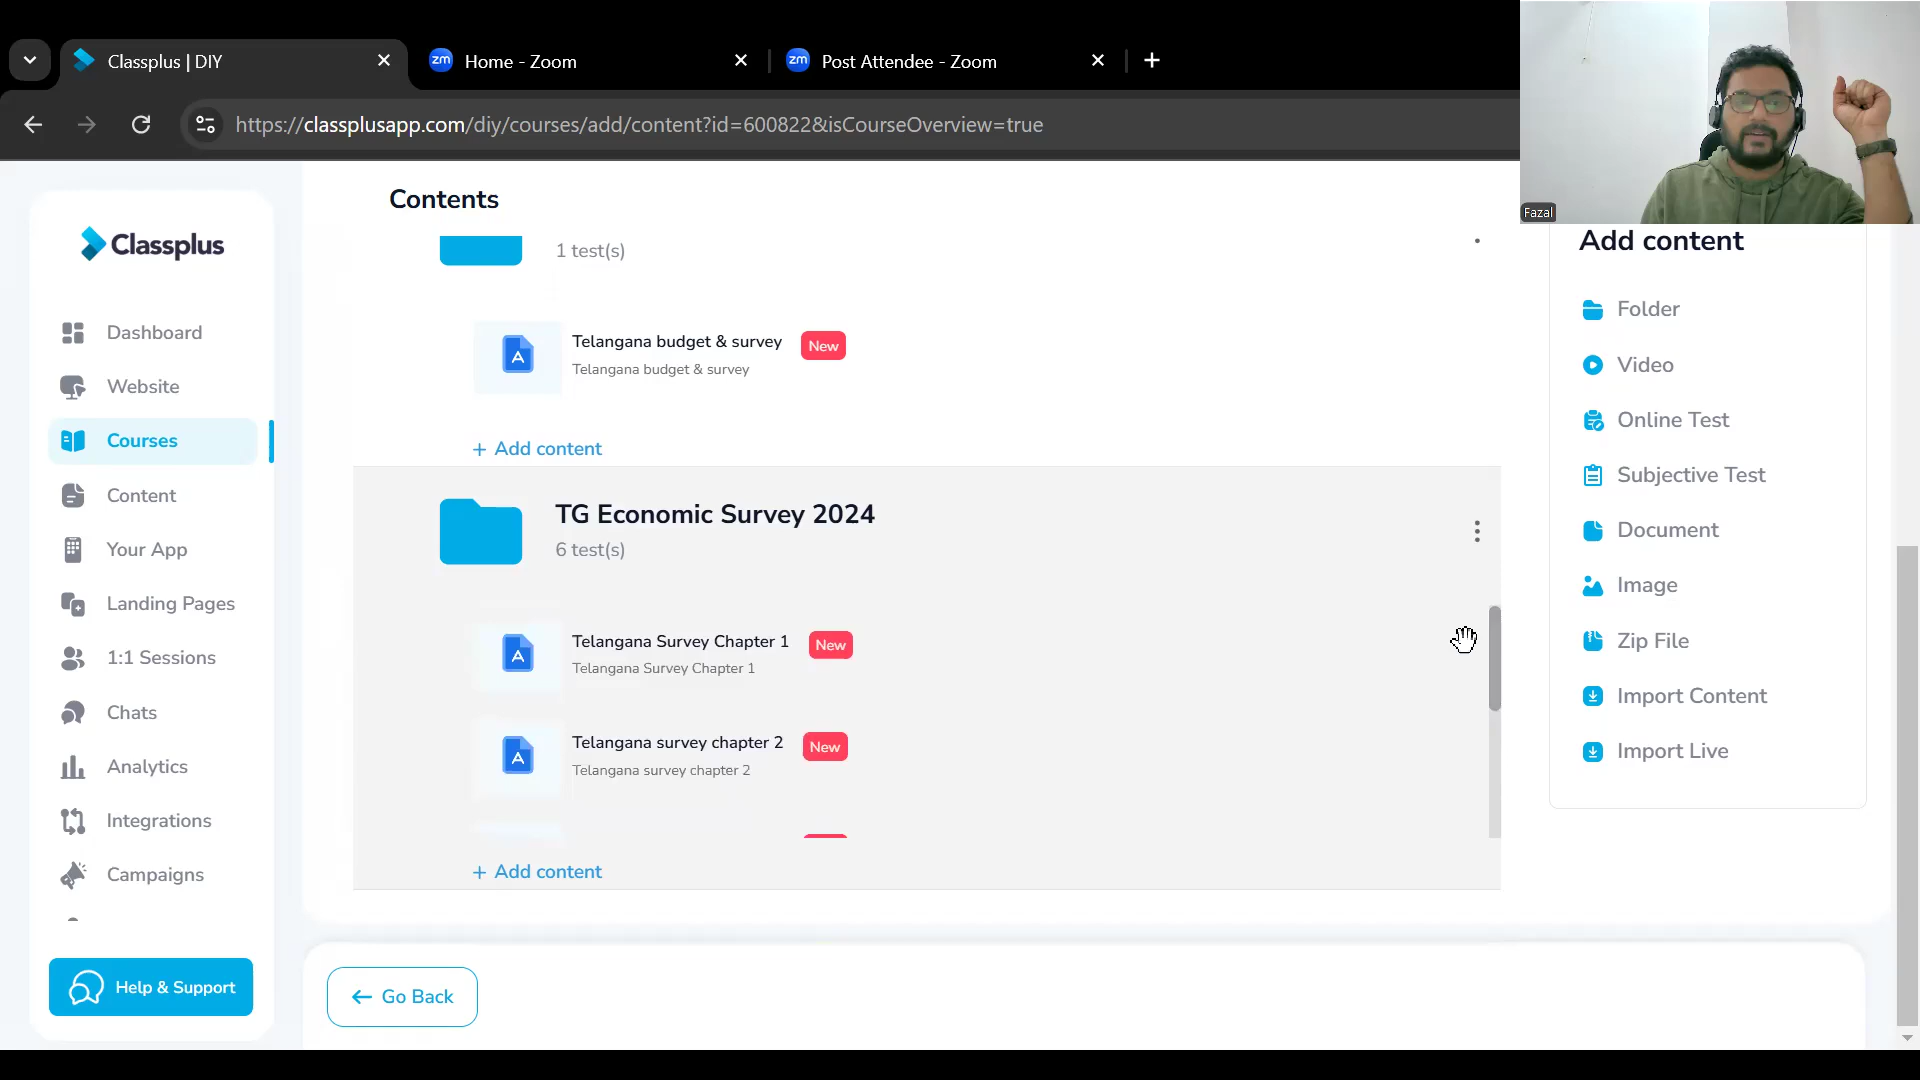 Classplus | DIY
Home - Zoom
Post Attendee - Zoom
https://classplusapp.com/diy/courses/add/content?id=600822&isCourseOverview=true
Fazal
Classplus
Dashboard
Website
Courses
Content
Your App
Landing Pages
1:1 Sessions
Chats
Analytics
Integrations
Campaigns
Help & Support
Contents
1 test(s)
Telangana budget & survey New
Telangana budget & survey
+ Add content
TG Economic Survey 2024
6 test(s)
Telangana Survey Chapter 1 New
Telangana Survey Chapter 1
Telangana survey chapter 2 New
Telangana survey chapter 2
+ Add content
Go Back
Add content
Folder
Video
Online Test
Subjective Test
Document
Image
Zip File
Import Content
Import Live